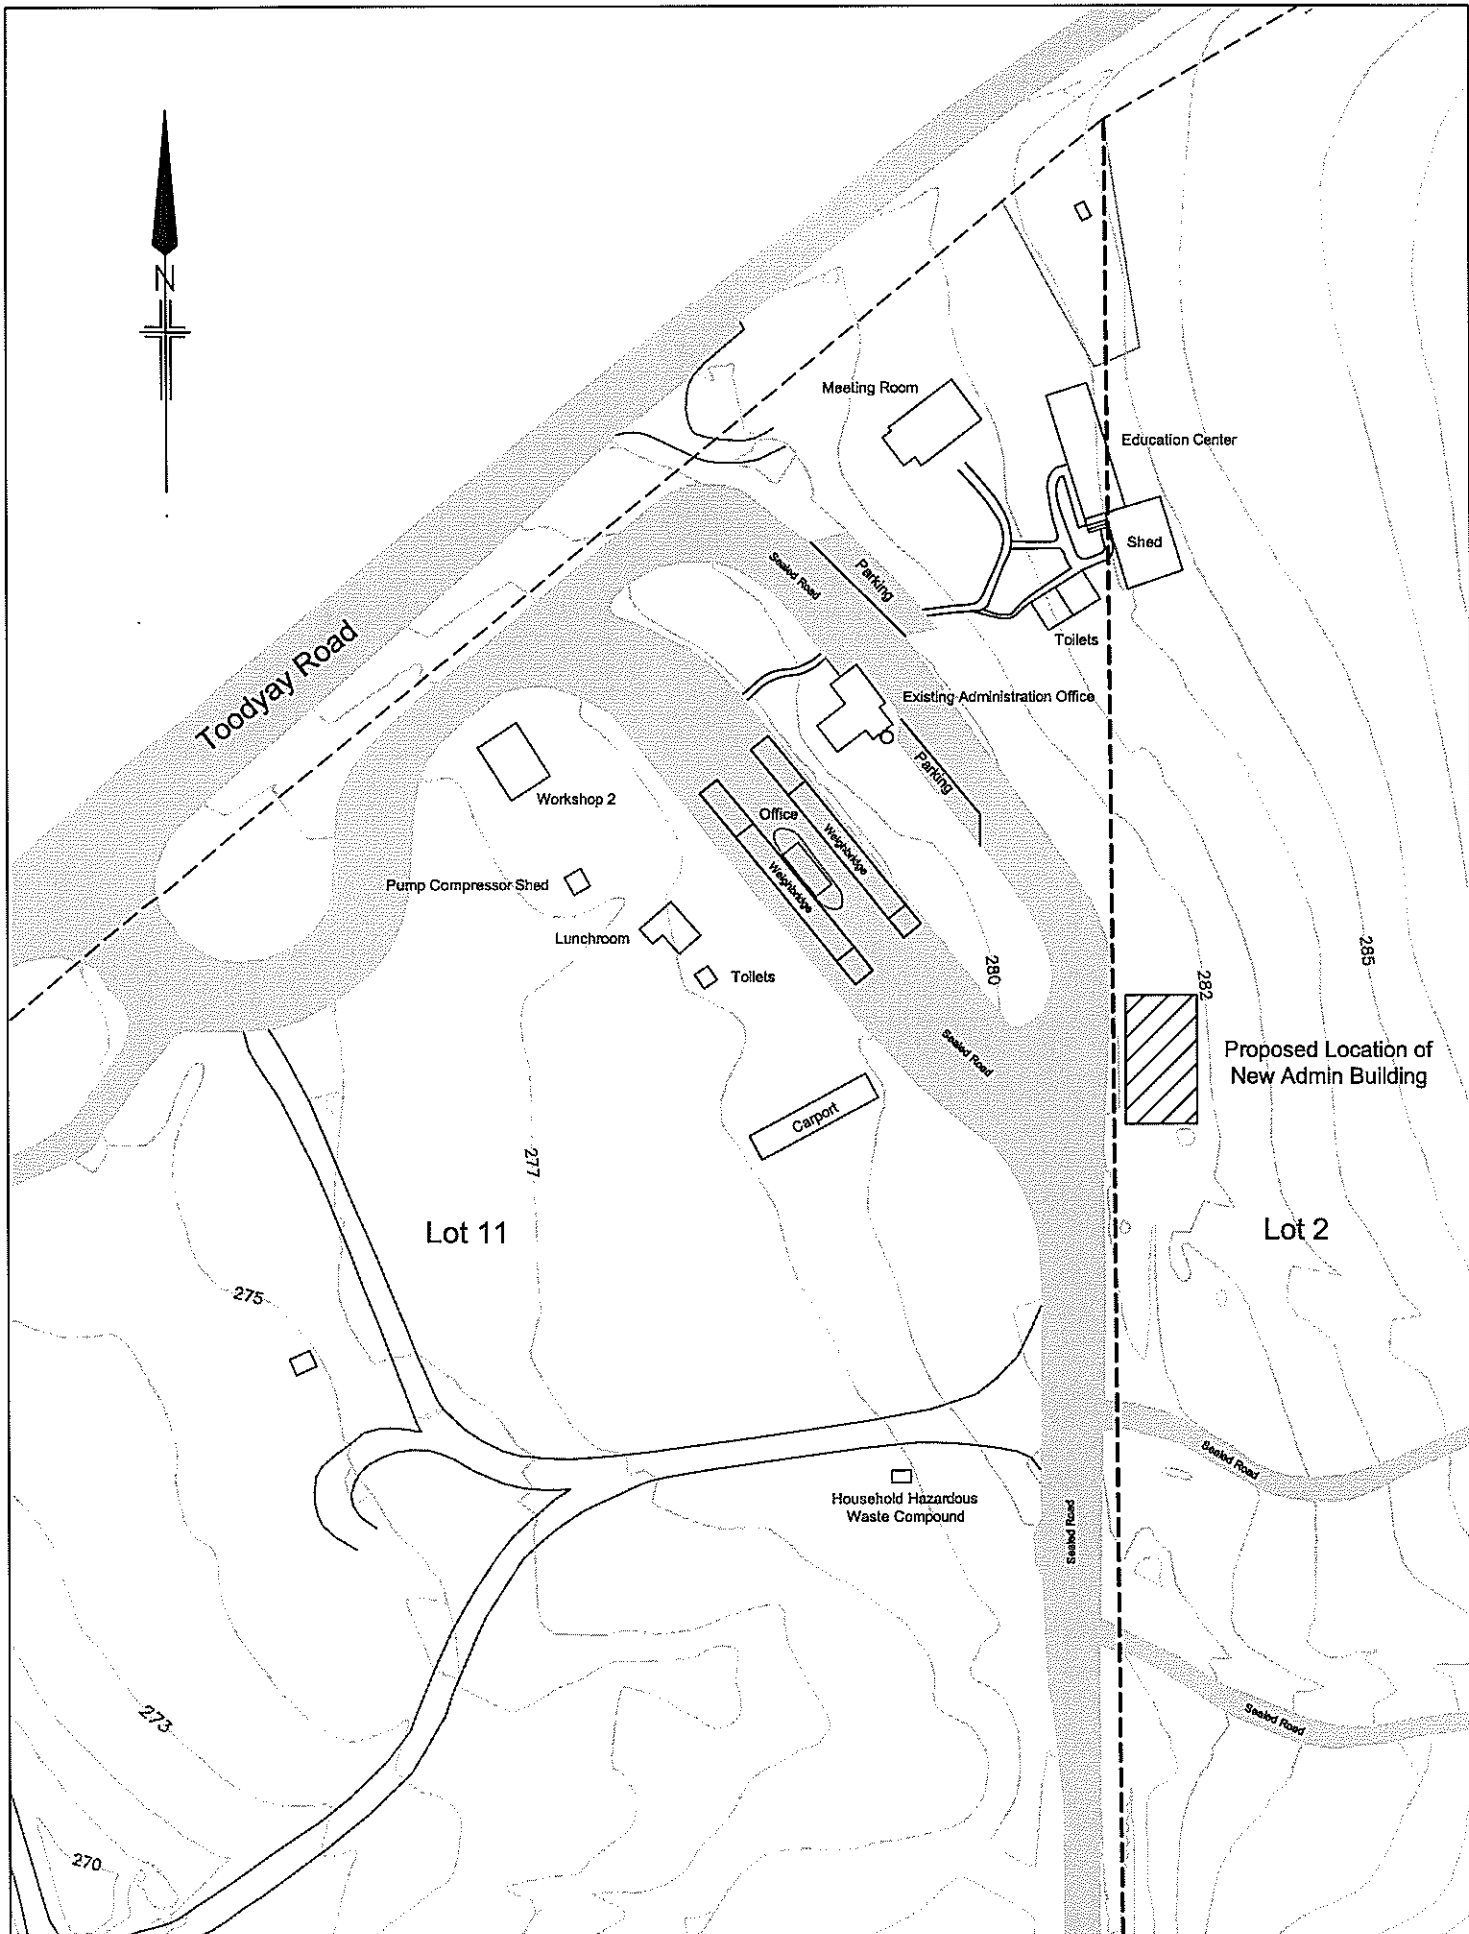 N
Meeting Room
Education Center
Shed
Sealed Road
Parking
Toilets
Toodyay Road
Existing Administration Office
Parking
Workshop 2
Office
Weighbridge
Weighbridge
Pump Compressor Shed
Lunchroom
Toilets
280
282
285
Sealed Road
Proposed Location of
New Admin Building
Carport
277
Lot 11
Lot 2
275
Sealed Road
Household Hazardous
Waste Compound
Sealed Road
273
Sealed Road
270